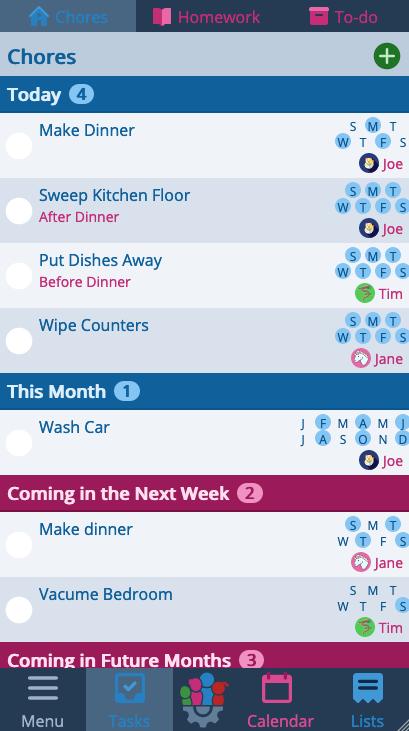 Chores Homework To-do
Chores
Today 4
Make Dinner S M T
W T F S
Joe
Sweep Kitchen Floor S M T
After Dinner W T F S
Joe
Put Dishes Away S M T
Before Dinner W T F S
Tim
Wipe Counters S M T
W T F S
Jane
This Month 1
Wash Car J F M A M J
J A S O N D
Joe
Coming in the Next Week 2
Make dinner S M T
W T F S
Jane
Vacume Bedroom S M T
W T F S
Tim
Coming in Future Months 3
Menu Tasks Calendar Lists